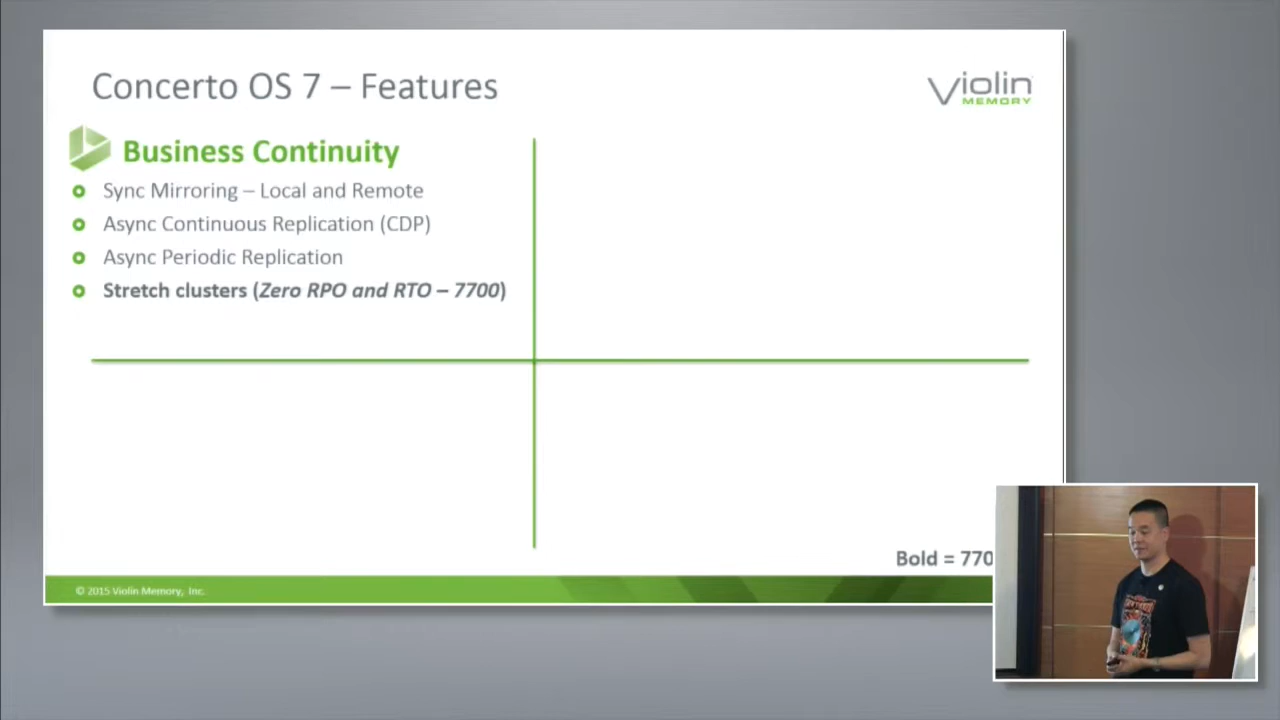 Concerto OS 7 – Features
Violin
MEMORY
Business Continuity
Sync Mirroring – Local and Remote
Async Continuous Replication (CDP)
Async Periodic Replication
Stretch clusters (Zero RPO and RTO – 7700)
Bold = 770
© 2015 Violin Memory, Inc.